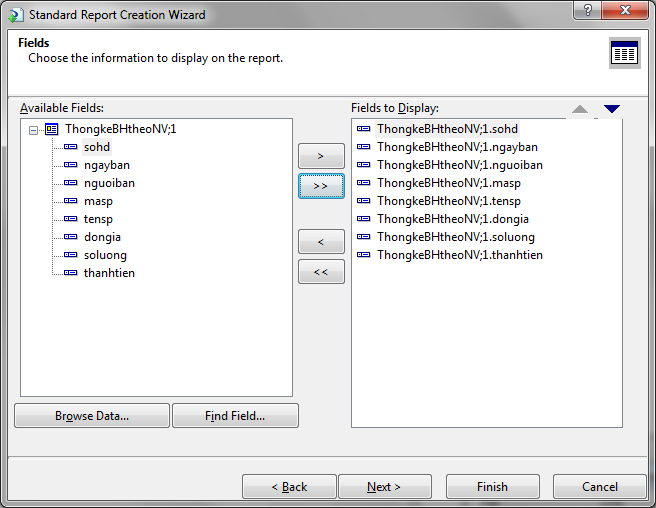 Standard Report Creation Wizard
?
Fields
Choose the information to display on the report.
Available Fields:
ThongkeBHtheoNV;1
sohd
ngayban
nguoiban
masp
tensp
dongia
soluong
thanhtien
>
>>
<
<<
Fields to Display:
ThongkeBHtheoNV;1.sohd
ThongkeBHtheoNV;1.ngayban
ThongkeBHtheoNV;1.nguoiban
ThongkeBHtheoNV;1.masp
ThongkeBHtheoNV;1.tensp
ThongkeBHtheoNV;1.dongia
ThongkeBHtheoNV;1.soluong
ThongkeBHtheoNV;1.thanhtien
Browse Data... Find Field...
< Back Next > Finish Cancel